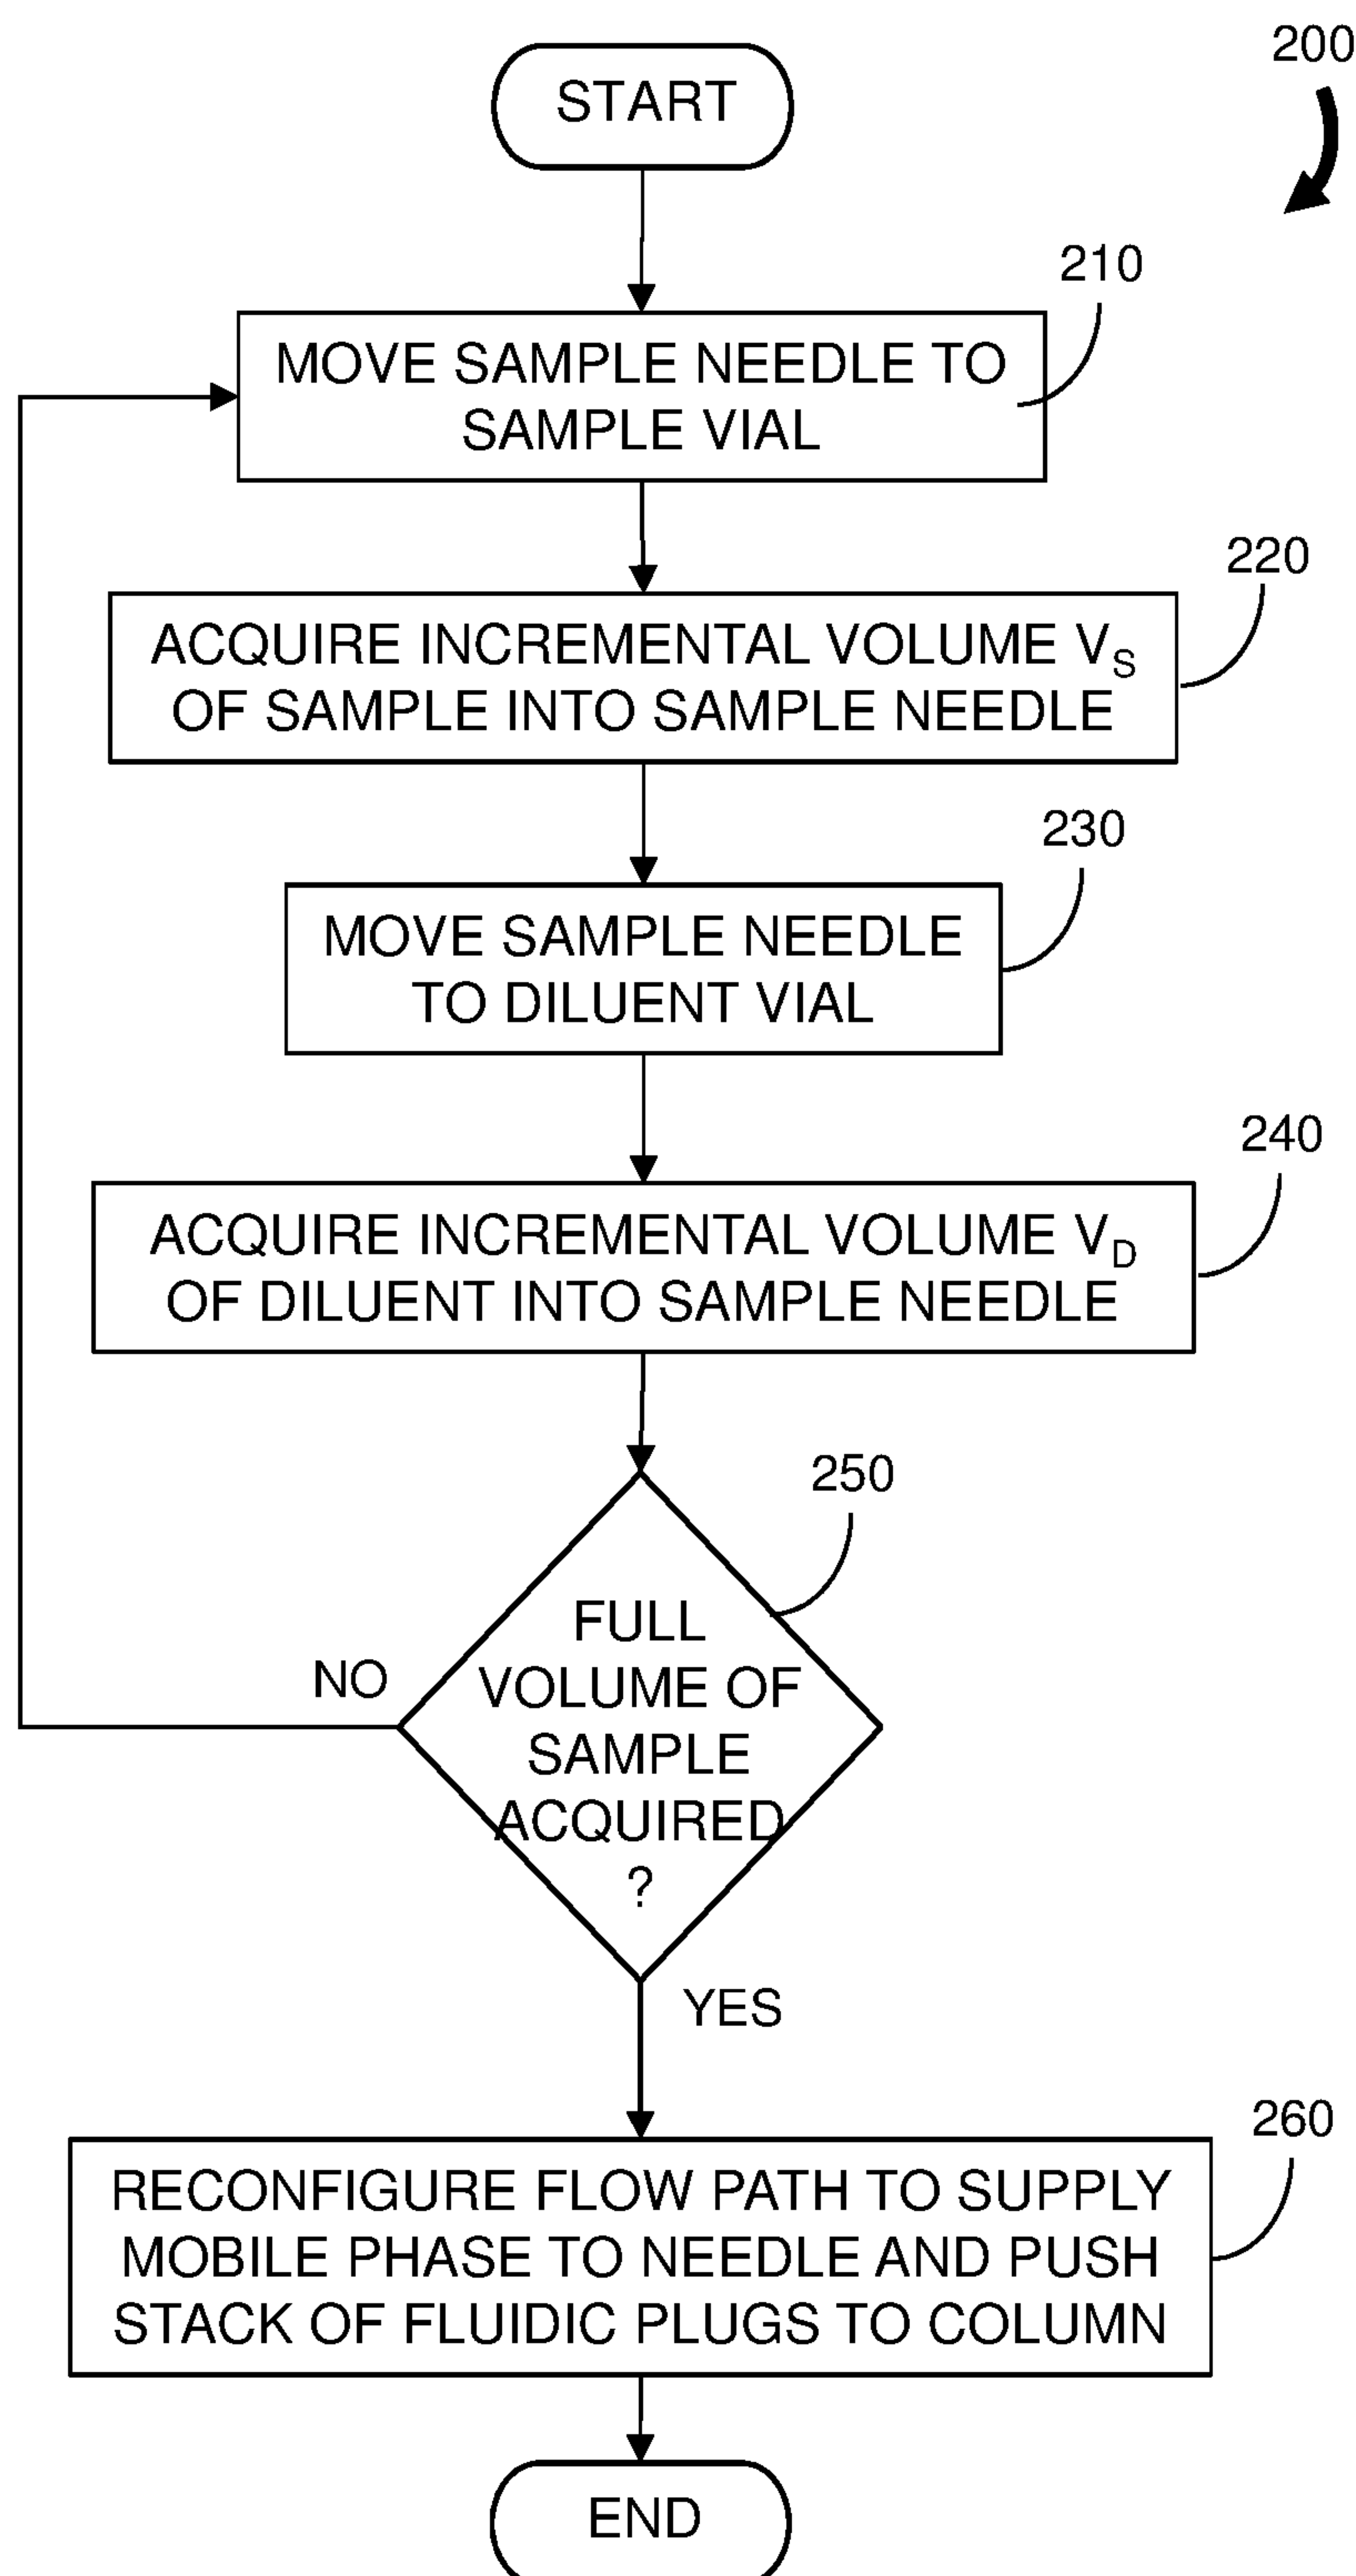 200
START
210
MOVE SAMPLE NEEDLE TO
SAMPLE VIAL
220
ACQUIRE INCREMENTAL VOLUME VS
OF SAMPLE INTO SAMPLE NEEDLE
230
MOVE SAMPLE NEEDLE
TO DILUENT VIAL
240
ACQUIRE INCREMENTAL VOLUME VD
OF DILUENT INTO SAMPLE NEEDLE
250
FULL
VOLUME OF
SAMPLE
ACQUIRED
?
NO
YES
260
RECONFIGURE FLOW PATH TO SUPPLY
MOBILE PHASE TO NEEDLE AND PUSH
STACK OF FLUIDIC PLUGS TO COLUMN
END